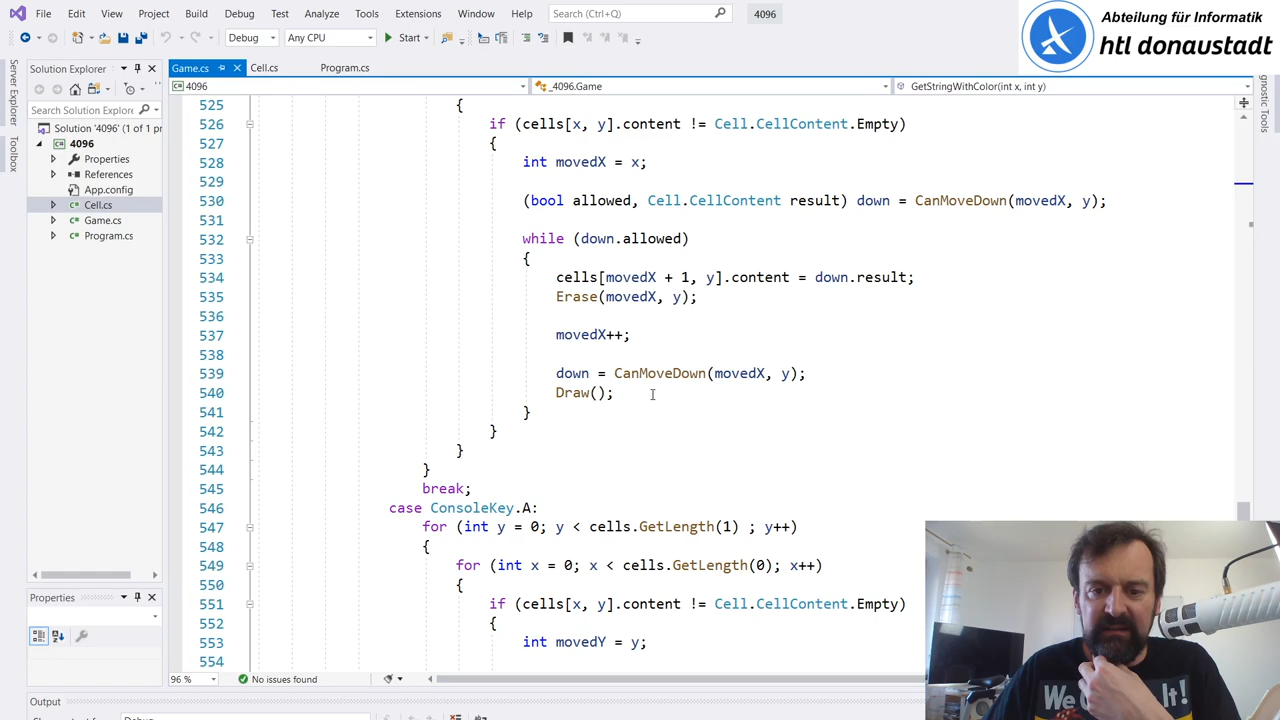 File Edit View Project Build Debug Test Analyze Tools Extensions Window Help Search (Ctrl+Q) 4096
Abteilung für Informatik
htl donaustadt
Debug Any CPU Start
Server Explorer
Toolbox
Solution Explorer
Search Solution Explore
Solution '4096' (1 of 1 pr
4096
Properties
References
App.config
Cell.cs
Game.cs
Program.cs
Properties
Game.cs Cell.cs Program.cs
4096 _4096.Game GetStringWithColor(int x, int y)
gnostic Tools
525 {
526 if (cells[x, y].content != Cell.CellContent.Empty)
527 {
528 int movedX = x;
529
530 (bool allowed, Cell.CellContent result) down = CanMoveDown(movedX, y);
531
532 while (down.allowed)
533 {
534 cells[movedX + 1, y].content = down.result;
535 Erase(movedX, y);
536
537 movedX++;
538
539 down = CanMoveDown(movedX, y);
540 Draw();
541 }
542 }
543 }
544 }
545 break;
546 case ConsoleKey.A:
547 for (int y = 0; y < cells.GetLength(1) ; y++)
548 {
549 for (int x = 0; x < cells.GetLength(0); x++)
550 {
551 if (cells[x, y].content != Cell.CellContent.Empty)
552 {
553 int movedY = y;
554
96 % No issues found
Output